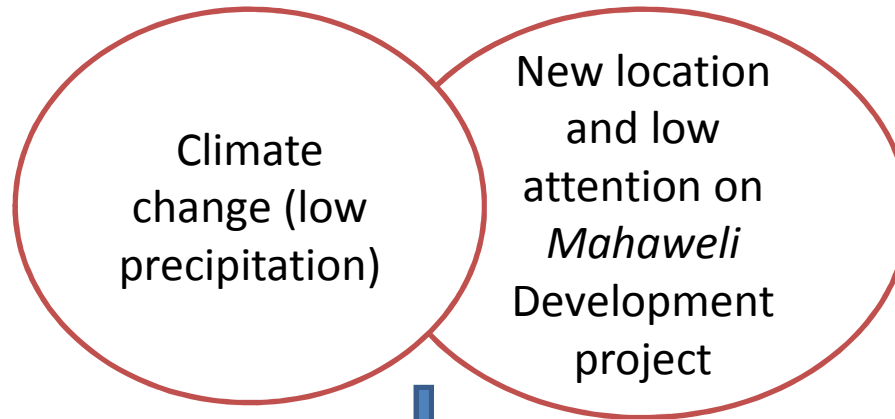 Climate
change (low
precipitation)
New location
and low
attention on
Mahaweli
Development
project